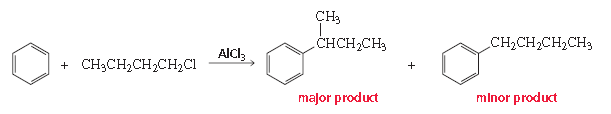 CH₃
+ CH₃CH₂CH₂CH₂Cl AlCl₃ CHCH₂CH₃ + CH₂CH₂CH₂CH₃
major product minor product